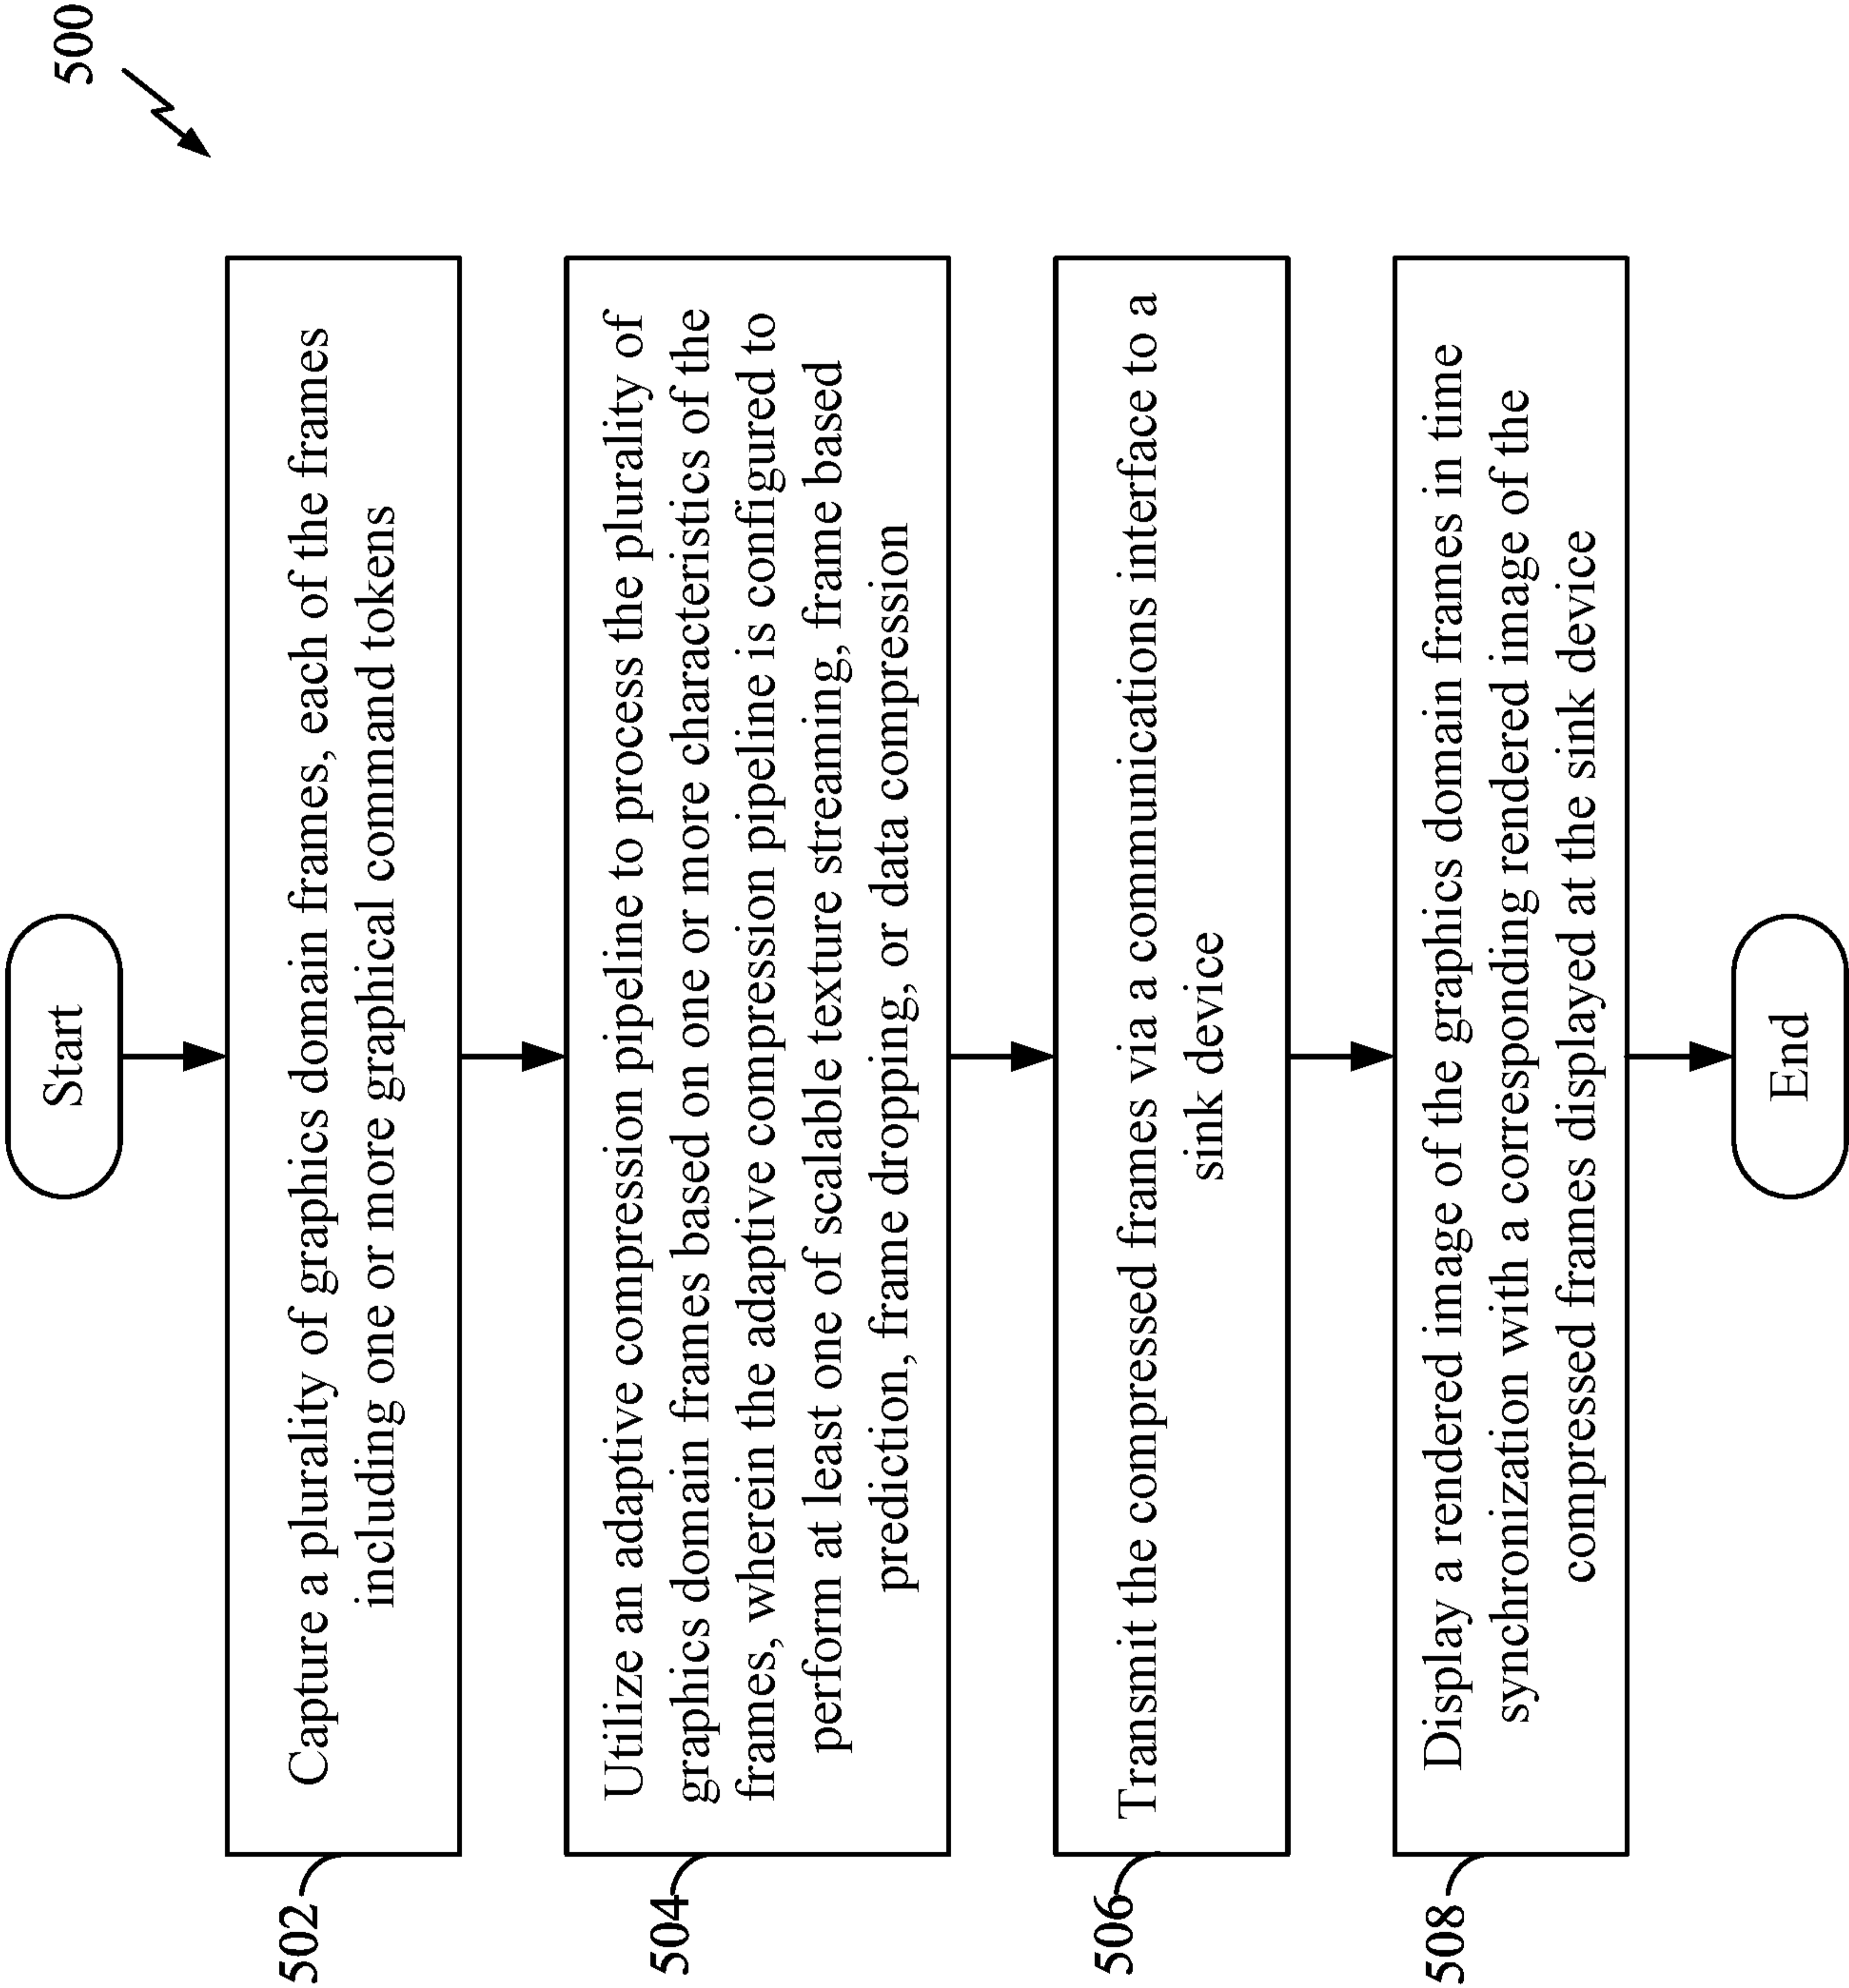 500
Start
502
Capture a plurality of graphics domain frames, each of the frames
including one or more graphical command tokens
504
Utilize an adaptive compression pipeline to process the plurality of
graphics domain frames based on one or more characteristics of the
frames, wherein the adaptive compression pipeline is configured to
perform at least one of scalable texture streaming, frame based
prediction, frame dropping, or data compression
506
Transmit the compressed frames via a communications interface to a
sink device
508
Display a rendered image of the graphics domain frames in time
synchronization with a corresponding rendered image of the
compressed frames displayed at the sink device
End